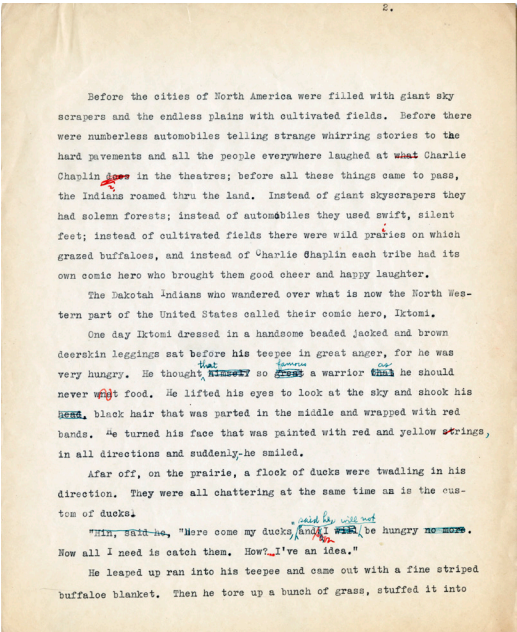 2.
Before the cities of North America were filled with giant sky
scrapers and the endless plains with cultivated fields. Before there
were numberless automobiles telling strange whirring stories to the
hard pavements and all the people everywhere laughed at what Charlie
Chaplin does in the theatres; before all these things came to pass,
the Indians roamed thru the land. Instead of giant skyscrapers they
had solemn forests; instead of automobiles they used swift, silent
feet; instead of cultivated fields there were wild praries on which
i
grazed buffaloes, and instead of Charlie Chaplin each tribe had its
own comic hero who brought them good cheer and happy laughter.
The Dakotah Indians who wandered over what is now the North Wes-
tern part of the United States called their comic hero, Iktomi.
One day Iktomi dressed in a handsome beaded jacked and brown
deerskin leggings sat before his teepee in great anger, for he was
that famous as
very hungry. He thought himself so great a warrior that he should
never wnat food. He lifted his eyes to look at the sky and shook his
head, black hair that was parted in the middle and wrapped with red
bands. He turned his face that was painted with red and yellow strings,
in all directions and suddenly, he smiled.
Afar off, on the prairie, a flock of ducks were twadling in his
direction. They were all chattering at the same time am is the cus-
tom of ducks.
said he, will not
"Hin, said he, "Here come my ducks, and I will be hungry no more.
Now all I need is catch them. How? I've an idea."
He leaped up ran into his teepee and came out with a fine striped
buffaloe blanket. Then he tore up a bunch of grass, stuffed it into